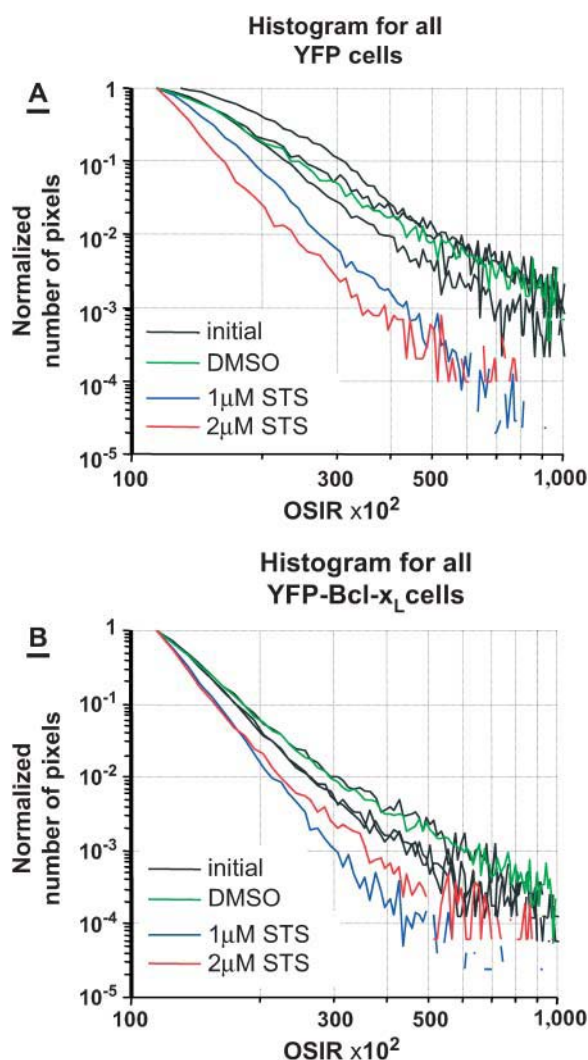 Histogram for all
YFP cells
A
Normalized
number of pixels
1
10-1
10-2
10-3
10-4
10-5
initial
DMSO
1µM STS
2µM STS
100
300
500
1,000
OSIR x10²
Histogram for all
YFP-Bcl-xL cells
B
Normalized
number of pixels
1
10-1
10-2
10-3
10-4
10-5
initial
DMSO
1µM STS
2µM STS
100
300
500
1,000
OSIR x10²